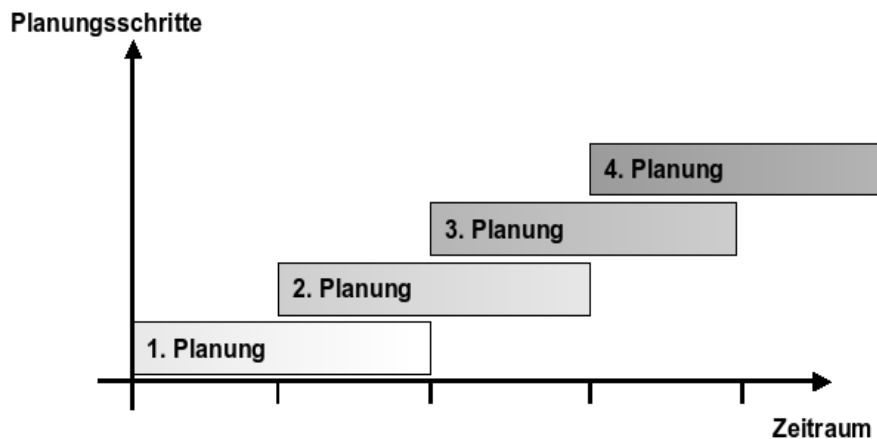 Planungsschritte
4. Planung
3. Planung
2. Planung
1. Planung
Zeitraum